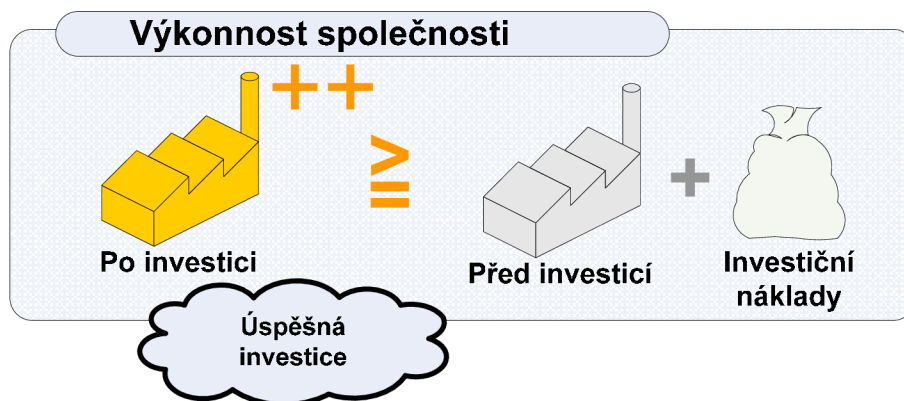 Výkonnost společnosti
++
≥
=
+
Po investici
Před investicí
Investiční
náklady
Úspěšná
investice